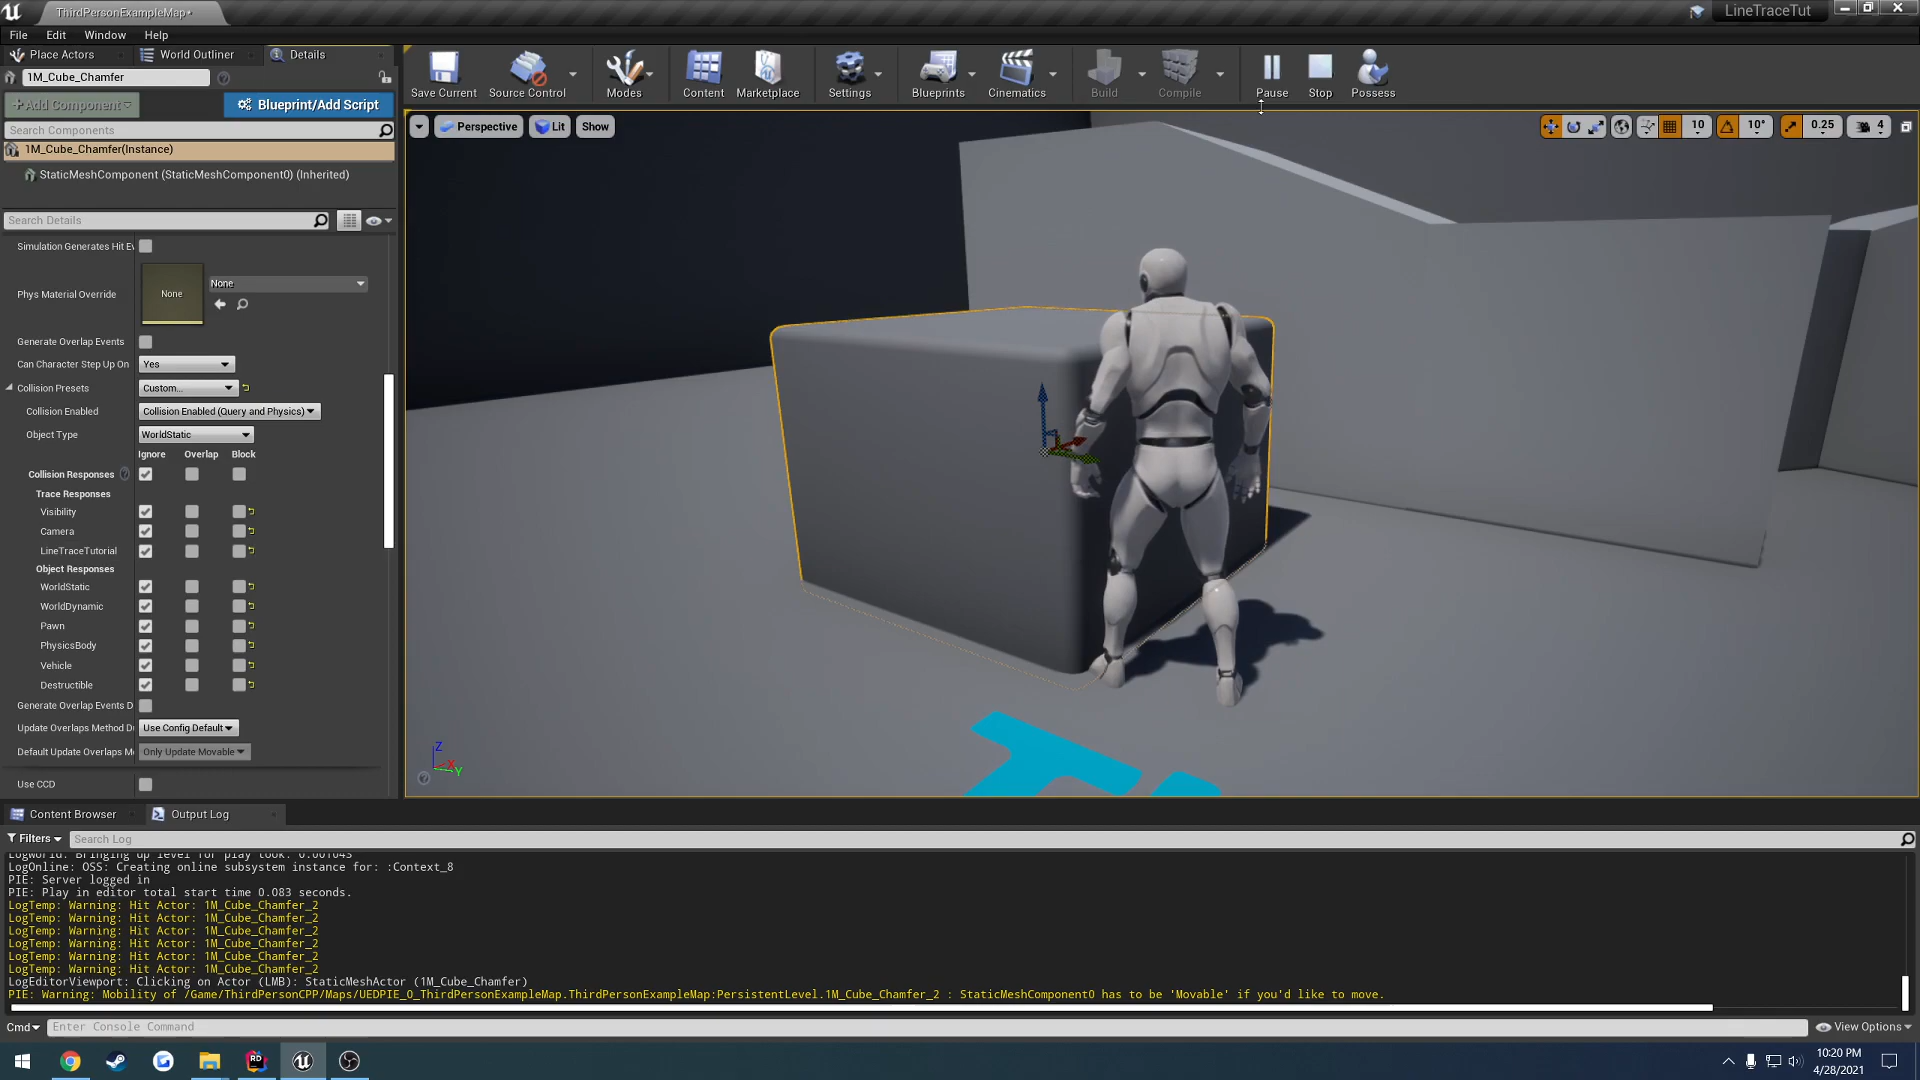 ThirdPersonExampleMap•
LineTraceTut
File Edit Window Help
Place Actors World Outliner Details
1M_Cube_Chamfer
+Add Component Blueprint/Add Script
Search Components
1M_Cube_Chamfer(Instance)
StaticMeshComponent (StaticMeshComponent0) (Inherited)
Search Details
Save Current Source Control Modes Content Marketplace Settings Blueprints Cinematics Build Compile Pause Stop Possess
Perspective Lit Show
10 10° 0.25 4
Simulation Generates Hit Ev
Phys Material Override None None
Generate Overlap Events
Can Character Step Up On Yes
Collision Presets Custom...
Collision Enabled Collision Enabled (Query and Physics)
Object Type WorldStatic
Ignore Overlap Block
Collision Responses
Trace Responses
Visibility
Camera
LineTraceTutorial
Object Responses
WorldStatic
WorldDynamic
Pawn
PhysicsBody
Vehicle
Destructible
Generate Overlap Events D
Update Overlaps Method Du Use Config Default
Default Update Overlaps Me Only Update Movable
Use CCD
Z
X
Y
Content Browser Output Log
Filters Search Log
LogWorld: Bringing up level for play took: 0.001043
LogOnline: OSS: Creating online subsystem instance for: :Context_8
PIE: Server logged in
PIE: Play in editor total start time 0.083 seconds.
LogTemp: Warning: Hit Actor: 1M_Cube_Chamfer_2
LogTemp: Warning: Hit Actor: 1M_Cube_Chamfer_2
LogTemp: Warning: Hit Actor: 1M_Cube_Chamfer_2
LogTemp: Warning: Hit Actor: 1M_Cube_Chamfer_2
LogTemp: Warning: Hit Actor: 1M_Cube_Chamfer_2
LogTemp: Warning: Hit Actor: 1M_Cube_Chamfer_2
LogEditorViewport: Clicking on Actor (LMB): StaticMeshActor (1M_Cube_Chamfer)
PIE: Warning: Mobility of /Game/ThirdPersonCPP/Maps/UEDPIE_0_ThirdPersonExampleMap.ThirdPersonExampleMap:PersistentLevel.1M_Cube_Chamfer_2 : StaticMeshComponent0 has to be 'Movable' if you'd like to move.
Cmd Enter Console Command View Options
RD
10:20 PM
4/28/2021